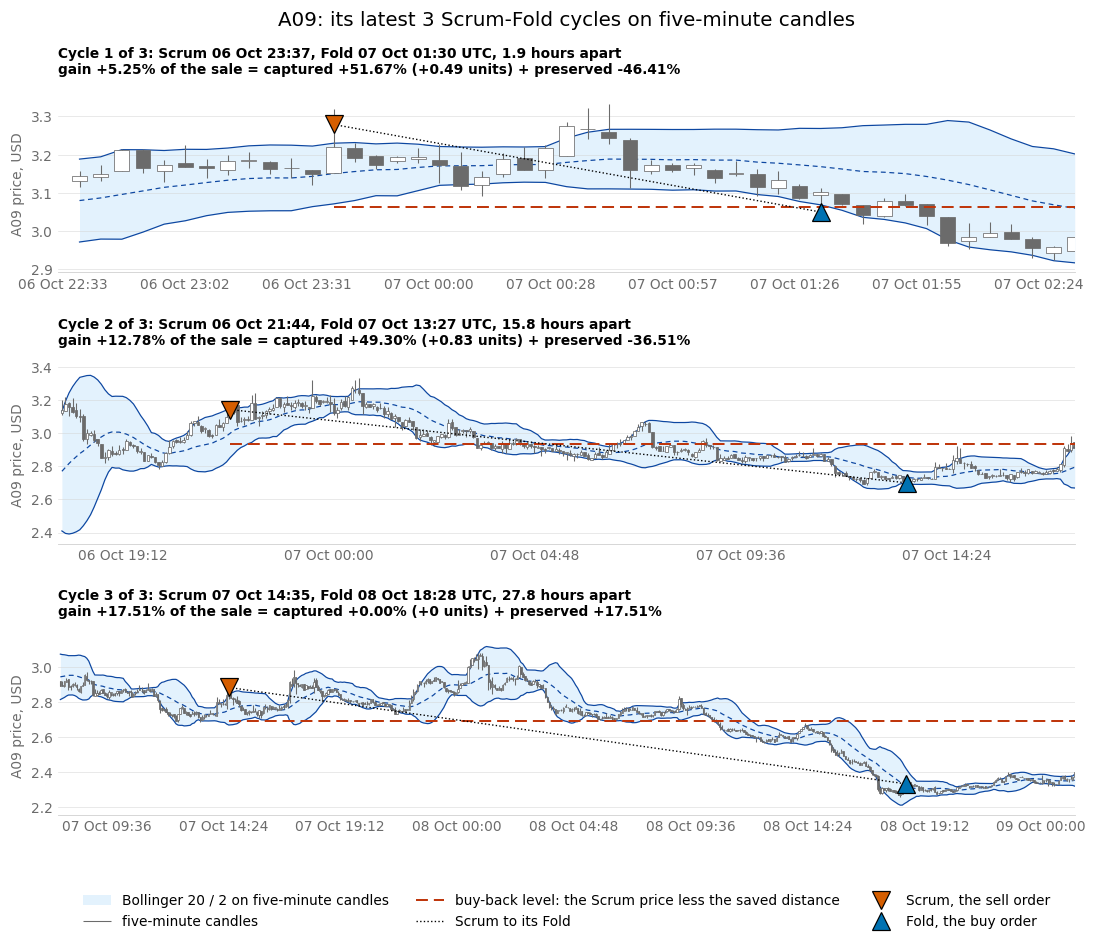 A09: its latest 3 Scrum-Fold cycles on five-minute candles
Cycle 1 of 3: Scrum 06 Oct 23:37, Fold 07 Oct 01:30 UTC, 1.9 hours apart
gain +5.25% of the sale = captured +51.67% (+0.49 units) + preserved -46.41%
A09 price, USD
3.3
3.2
3.1
3.0
2.9
06 Oct 22:33 06 Oct 23:02 06 Oct 23:31 07 Oct 00:00 07 Oct 00:28 07 Oct 00:57 07 Oct 01:26 07 Oct 01:55 07 Oct 02:24
Cycle 2 of 3: Scrum 06 Oct 21:44, Fold 07 Oct 13:27 UTC, 15.8 hours apart
gain +12.78% of the sale = captured +49.30% (+0.83 units) + preserved -36.51%
A09 price, USD
3.4
3.2
3.0
2.8
2.6
2.4
06 Oct 19:12 07 Oct 00:00 07 Oct 04:48 07 Oct 09:36 07 Oct 14:24
Cycle 3 of 3: Scrum 07 Oct 14:35, Fold 08 Oct 18:28 UTC, 27.8 hours apart
gain +17.51% of the sale = captured +0.00% (+0 units) + preserved +17.51%
A09 price, USD
3.0
2.8
2.6
2.4
2.2
07 Oct 09:36 07 Oct 14:24 07 Oct 19:12 08 Oct 00:00 08 Oct 04:48 08 Oct 09:36 08 Oct 14:24 08 Oct 19:12 09 Oct 00:00
Bollinger 20 / 2 on five-minute candles
five-minute candles
buy-back level: the Scrum price less the saved distance
Scrum to its Fold
Scrum, the sell order
Fold, the buy order